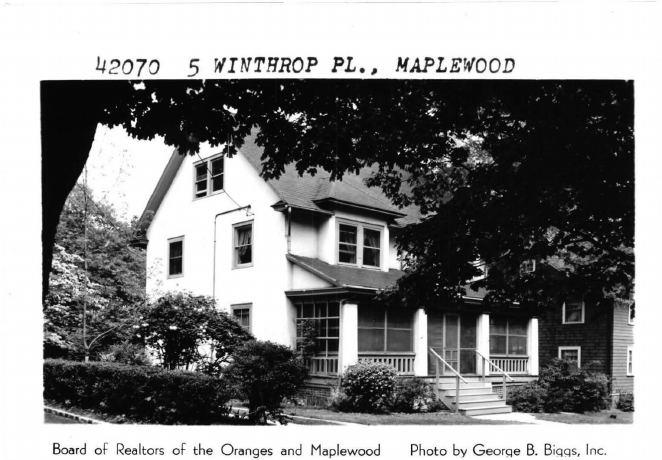 42070 5 WINTHROP PL., MAPLEWOOD
Board of Realtors of the Oranges and Maplewood Photo by George B. Biggs, Inc.